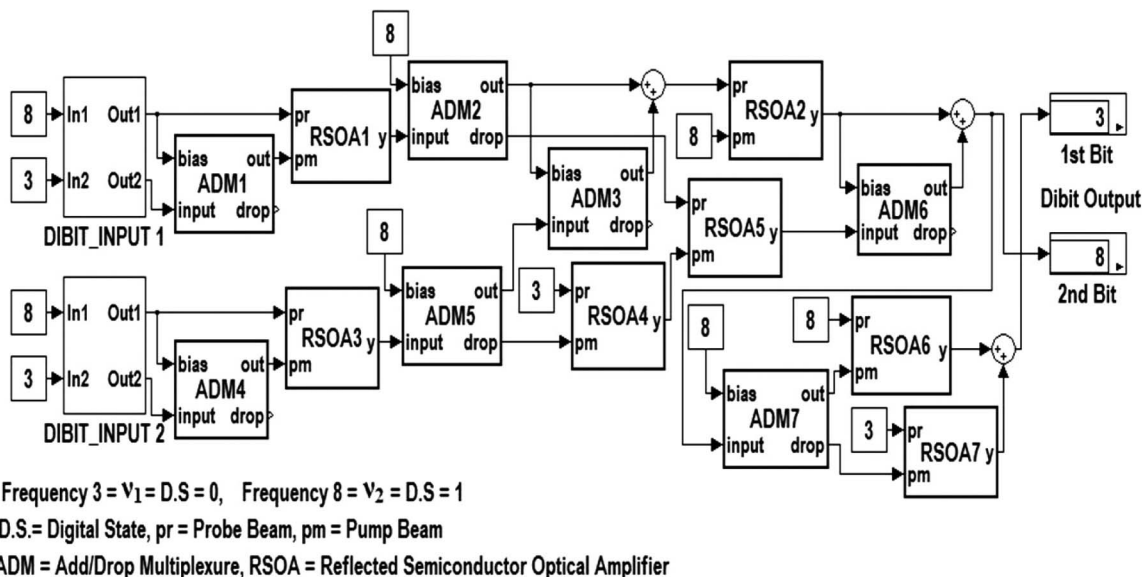 8
In1 Out1
3
In2 Out2
DIBIT_INPUT 1
bias out
ADM1
input drop
pr
RSOA1 y
pm
8
bias out
ADM2
input drop
bias out
ADM3
input drop
8
pr
RSOA2 y
pm
pr
RSOA5 y
pm
bias out
ADM6
input drop
3
1st Bit
Dibit Output
8
2nd Bit
8
In1 Out1
3
In2 Out2
DIBIT_INPUT 2
bias out
ADM4
input drop
pr
RSOA3 y
pm
8
bias out
ADM5
input drop
3
pr
RSOA4 y
pm
8
bias out
ADM7
input drop
8
pr
RSOA6 y
pm
3
pr
RSOA7 y
pm
Frequency 3 = ν1 = D.S = 0, Frequency 8 = ν2 = D.S = 1
D.S.= Digital State, pr = Probe Beam, pm = Pump Beam
ADM = Add/Drop Multiplexure, RSOA = Reflected Semiconductor Optical Amplifier